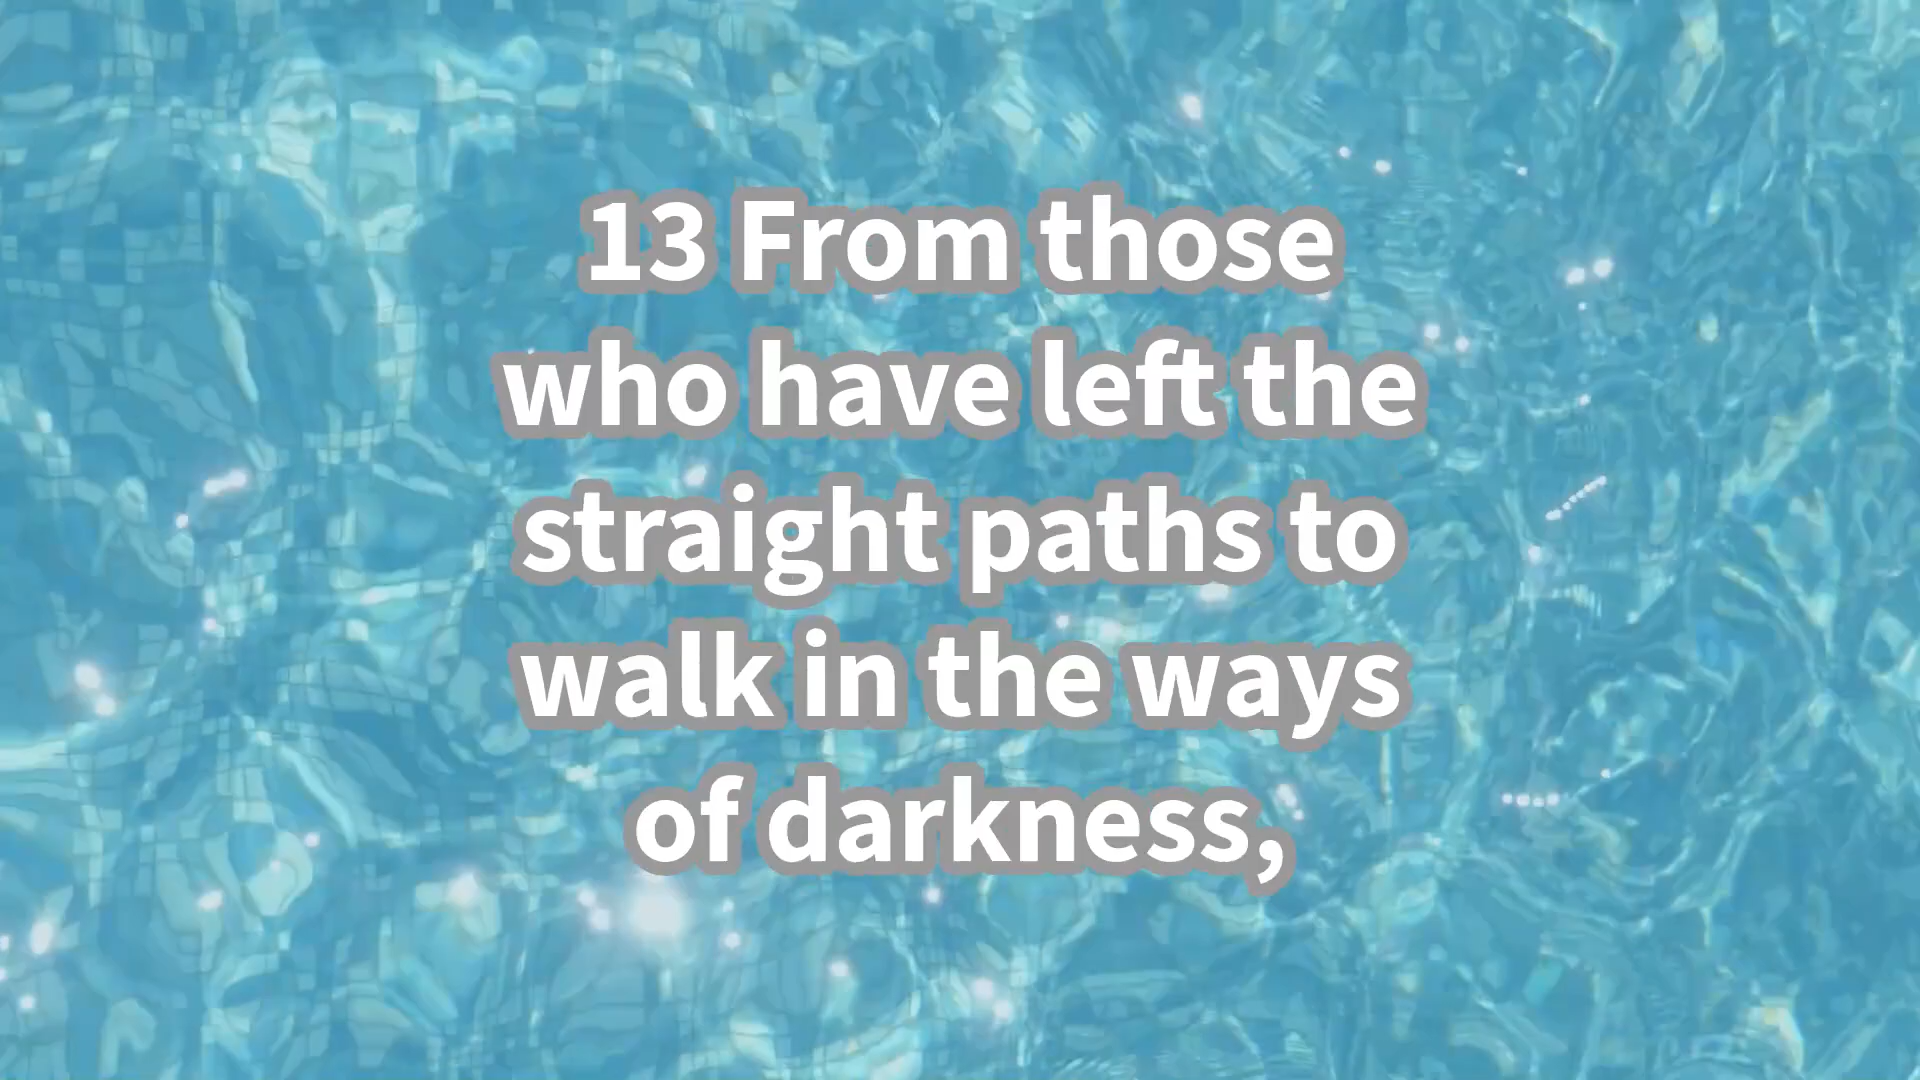 13 From those
who have left the
straight paths to
walk in the ways
of darkness,